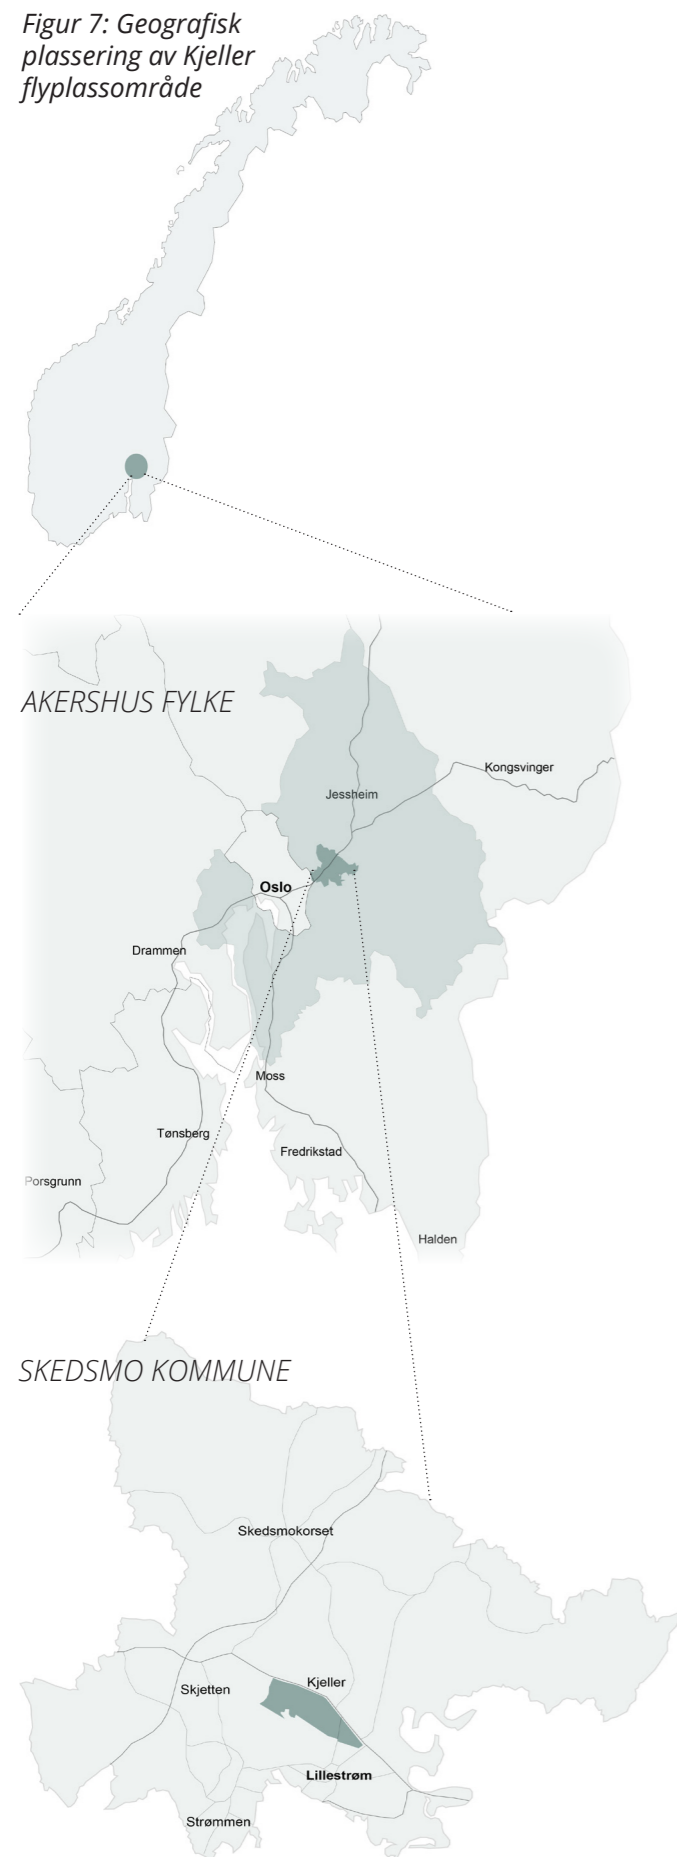 Figur 7: Geografisk
plassering av Kjeller
flyplassområde
AKERSHUS FYLKE
Kongsvinger
Jessheim
Oslo
Drammen
Moss
Tønsberg
Fredrikstad
Porsgrunn
Halden
SKEDSMO KOMMUNE
Skedsmokorset
Kjeller
Skjetten
Lillestrøm
Strømmen